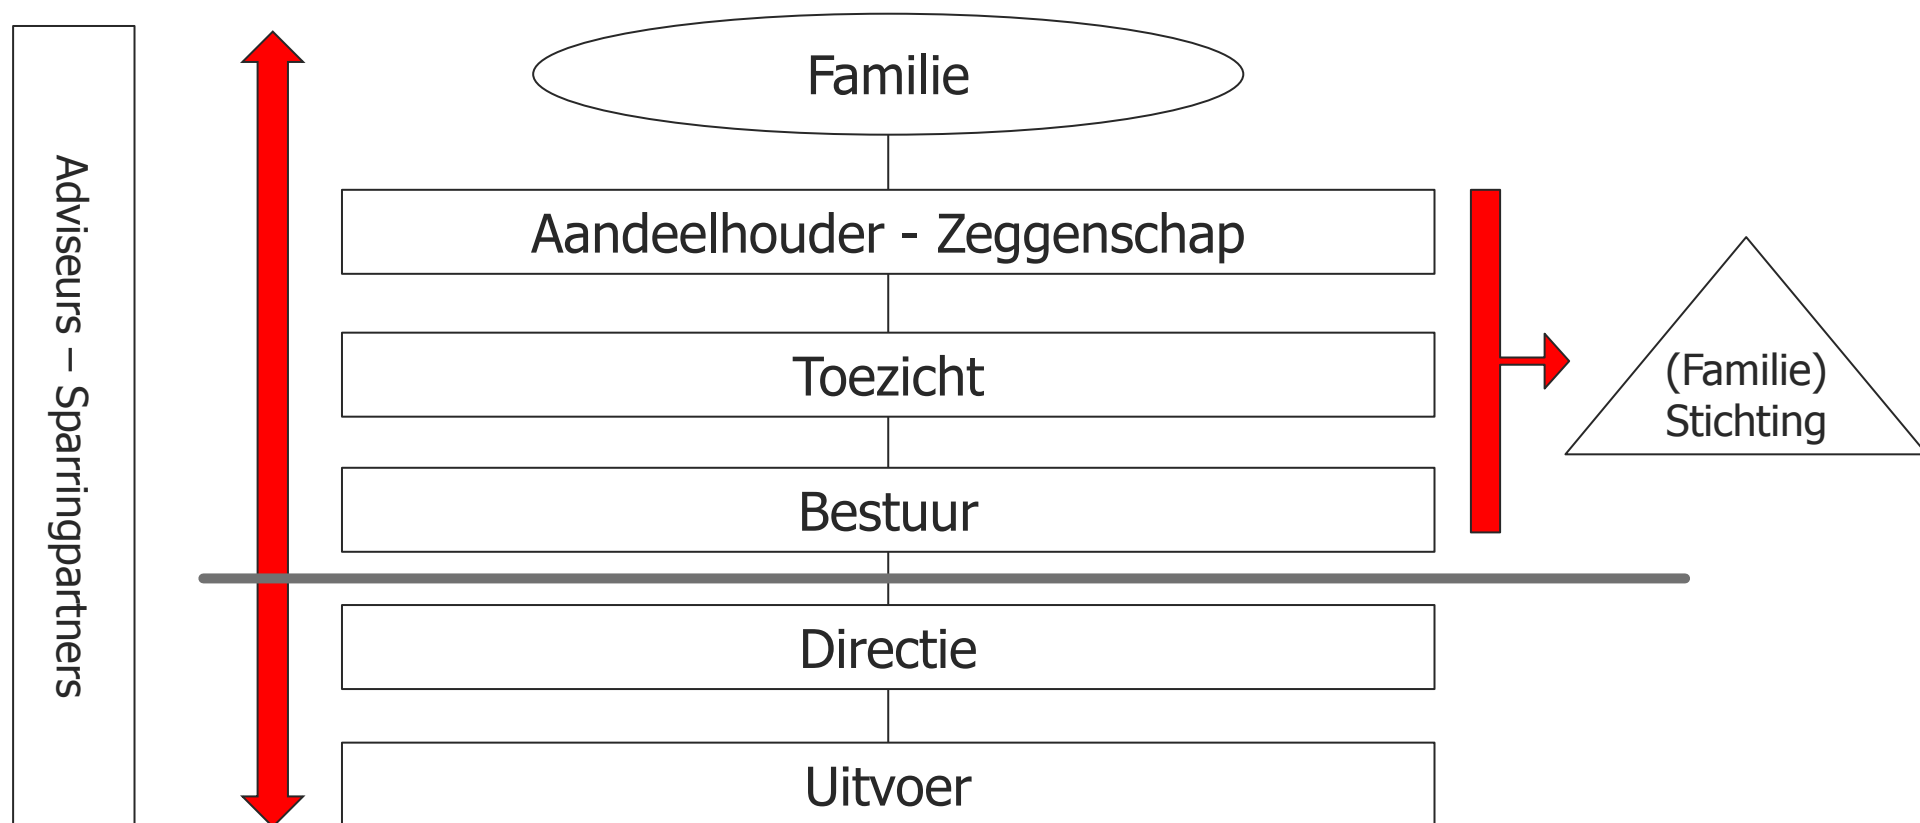 Adviseurs – Sparringpartners
Familie
Aandeelhouder - Zeggenschap
Toezicht
Bestuur
Directie
Uitvoer
(Familie)
Stichting